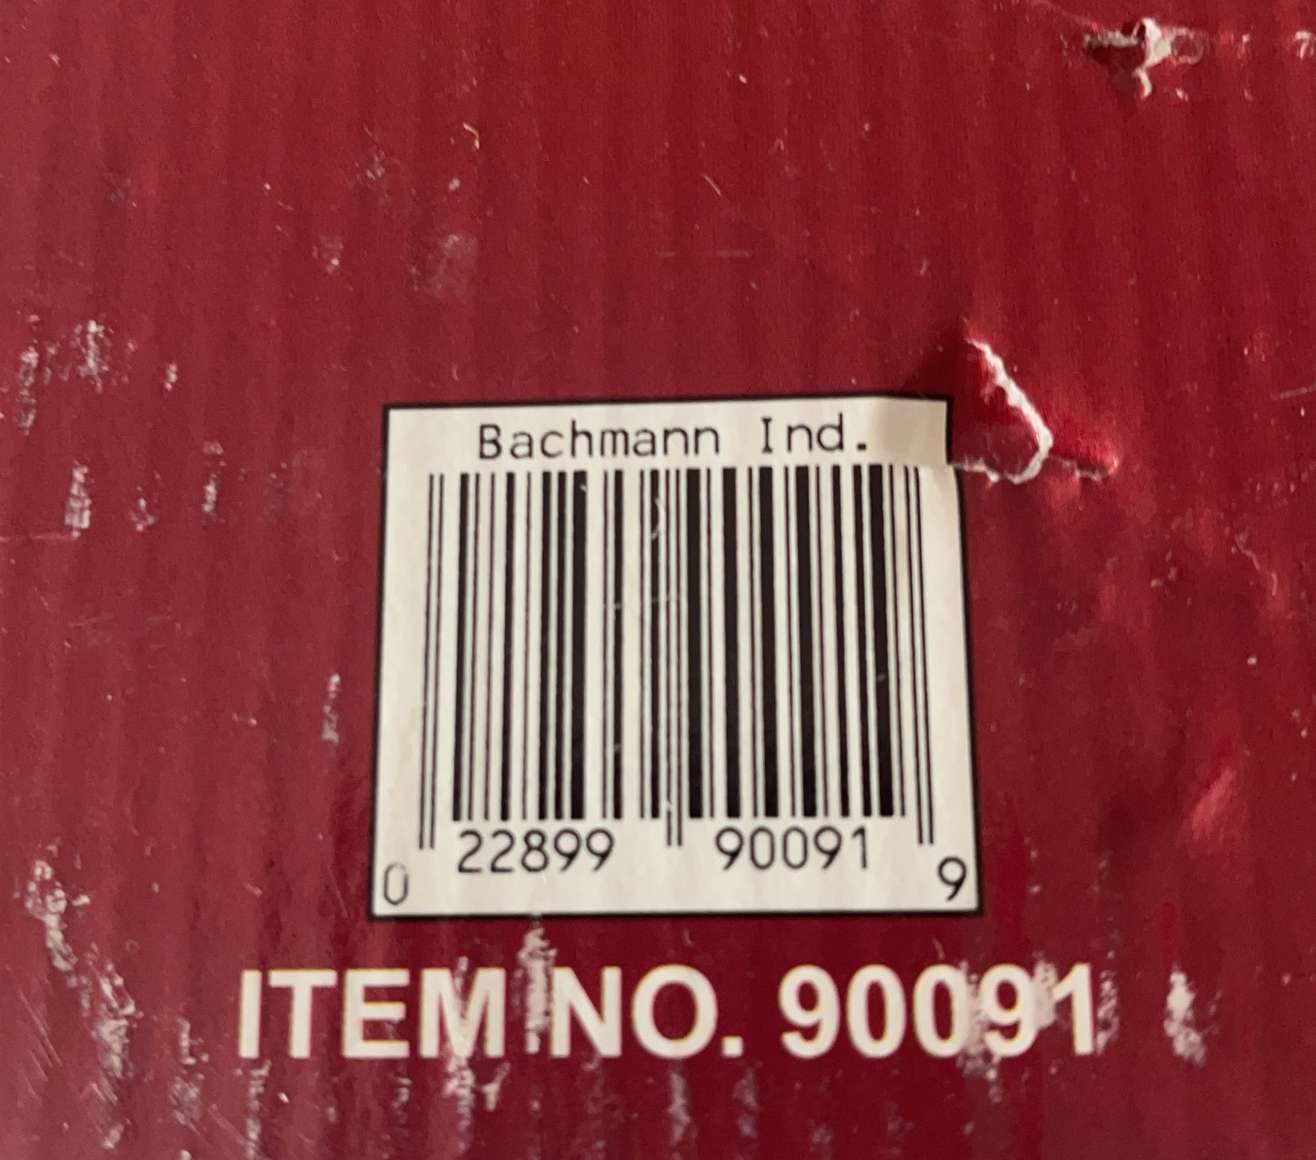 Bachmann Ind.
0 22899 90091 9
ITEM NO. 90091